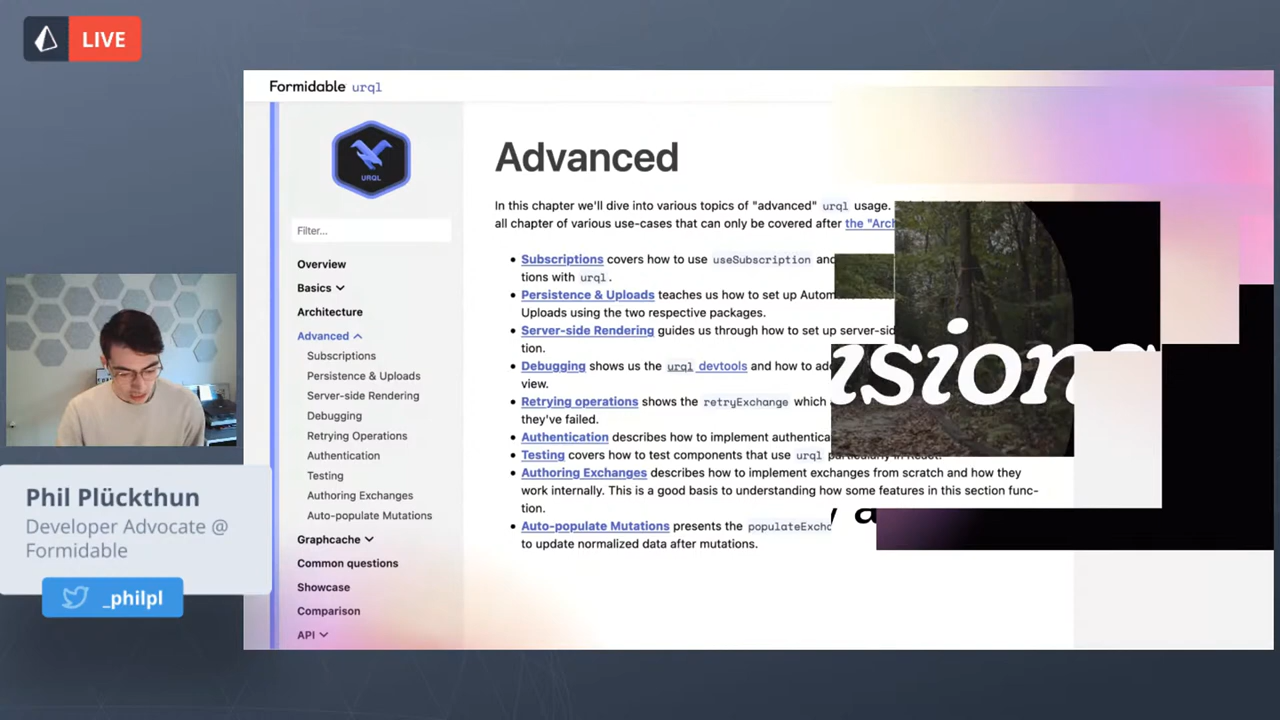 LIVE
Formidable urql
URQL
Filter...
Overview
Basics
Architecture
Advanced
Subscriptions
Persistence & Uploads
Server-side Rendering
Debugging
Retrying Operations
Authentication
Testing
Authoring Exchanges
Auto-populate Mutations
Graphcache
Common questions
Showcase
Comparison
API
Advanced
In this chapter we'll dive into various topics of "advanced" urql usage.
all chapter of various use-cases that can only be covered after the "Arc
Subscriptions covers how to use useSubscription and
tions with urql.
Persistence & Uploads teaches us how to set up Autom
Uploads using the two respective packages.
Server-side Rendering guides us through how to set up server-sid
tion.
Debugging shows us the urql devtools and how to add
view.
Retrying operations shows the retryExchange which
they've failed.
Authentication describes how to implement authentica
Testing covers how to test components that use urql particularly in React.
Authoring Exchanges describes how to implement exchanges from scratch and how they
work internally. This is a good basis to understanding how some features in this section func-
tion.
Auto-populate Mutations presents the populateExcha
to update normalized data after mutations.
usions
Phil Plückthun
Developer Advocate @
Formidable
_philpl